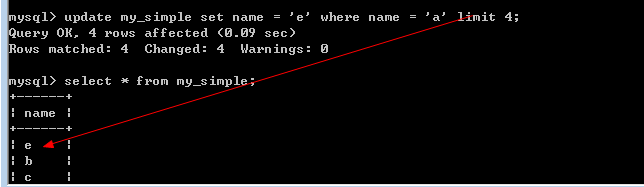 mysql> update my_simple set name = 'e' where name = 'a' limit 4;
Query OK, 4 rows affected (0.09 sec)
Rows matched: 4  Changed: 4  Warnings: 0

mysql> select * from my_simple;
+------+
| name |
+------+
| e    |
| b    |
| c    |